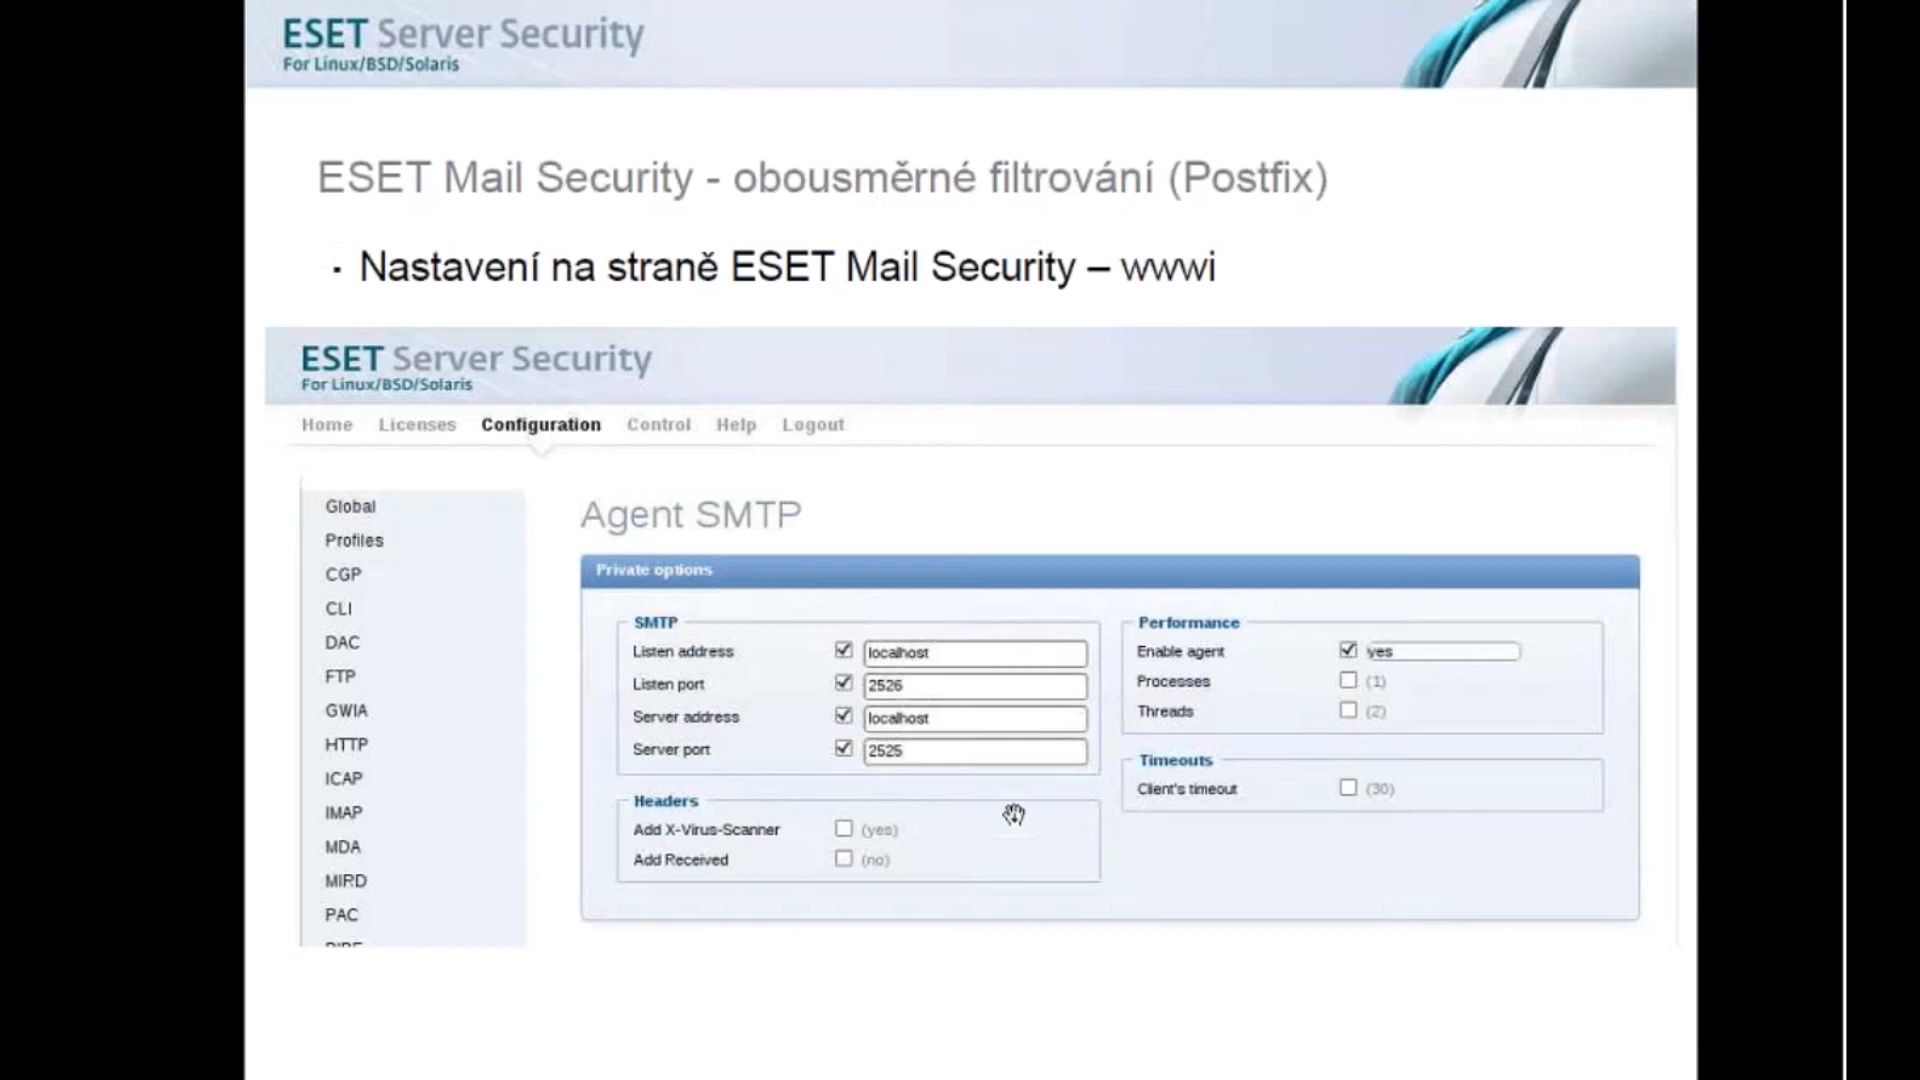 ESET Server Security
For Linux/BSD/Solaris
ESET Mail Security - obousměrné filtrování (Postfix)
· Nastavení na straně ESET Mail Security – wwwi
ESET Server Security
For Linux/BSD/Solaris
Home Licenses Configuration Control Help Logout
Global
Profiles
CGP
CLI
DAC
FTP
GWIA
HTTP
ICAP
IMAP
MDA
MIRD
PAC
Agent SMTP
Private options
SMTP
Listen address localhost
Listen port 2526
Server address localhost
Server port 2525
Headers
Add X-Virus-Scanner (yes)
Add Received (no)
Performance
Enable agent yes
Processes (1)
Threads (2)
Timeouts
Client's timeout (30)